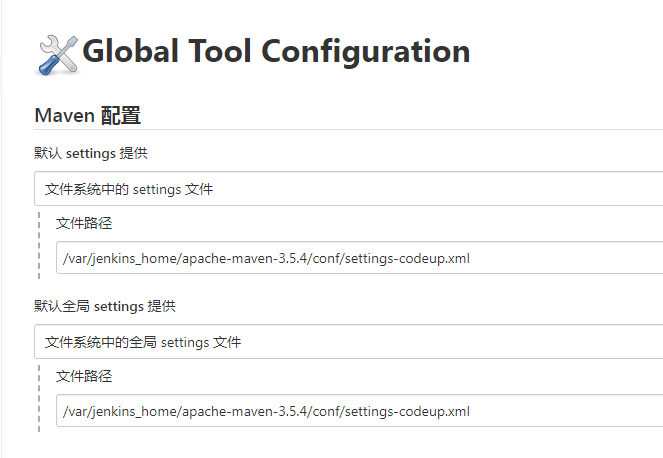 Global Tool Configuration
Maven 配置
默认 settings 提供
文件系统中的 settings 文件
文件路径
/var/jenkins_home/apache-maven-3.5.4/conf/settings-codeup.xml
默认全局 settings 提供
文件系统中的全局 settings 文件
文件路径
/var/jenkins_home/apache-maven-3.5.4/conf/settings-codeup.xml